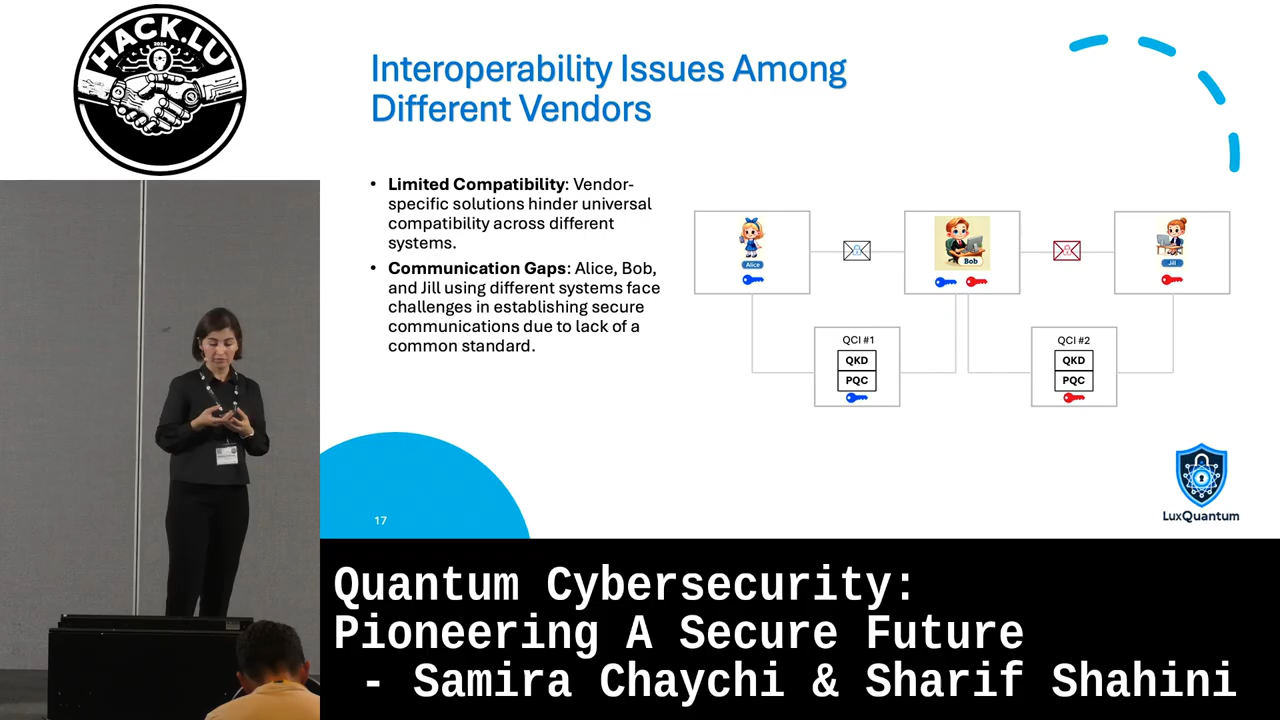 HACK.LU
2024
Interoperability Issues Among
Different Vendors
• Limited Compatibility: Vendor-
specific solutions hinder universal
compatibility across different
systems.
• Communication Gaps: Alice, Bob,
and Jill using different systems face
challenges in establishing secure
communications due to lack of a
common standard.
Alice
Bob
Jill
QCI #1
QKD
PQC
QCI #2
QKD
PQC
17
LuxQuantum
Quantum Cybersecurity:
Pioneering A Secure Future
- Samira Chaychi & Sharif Shahini